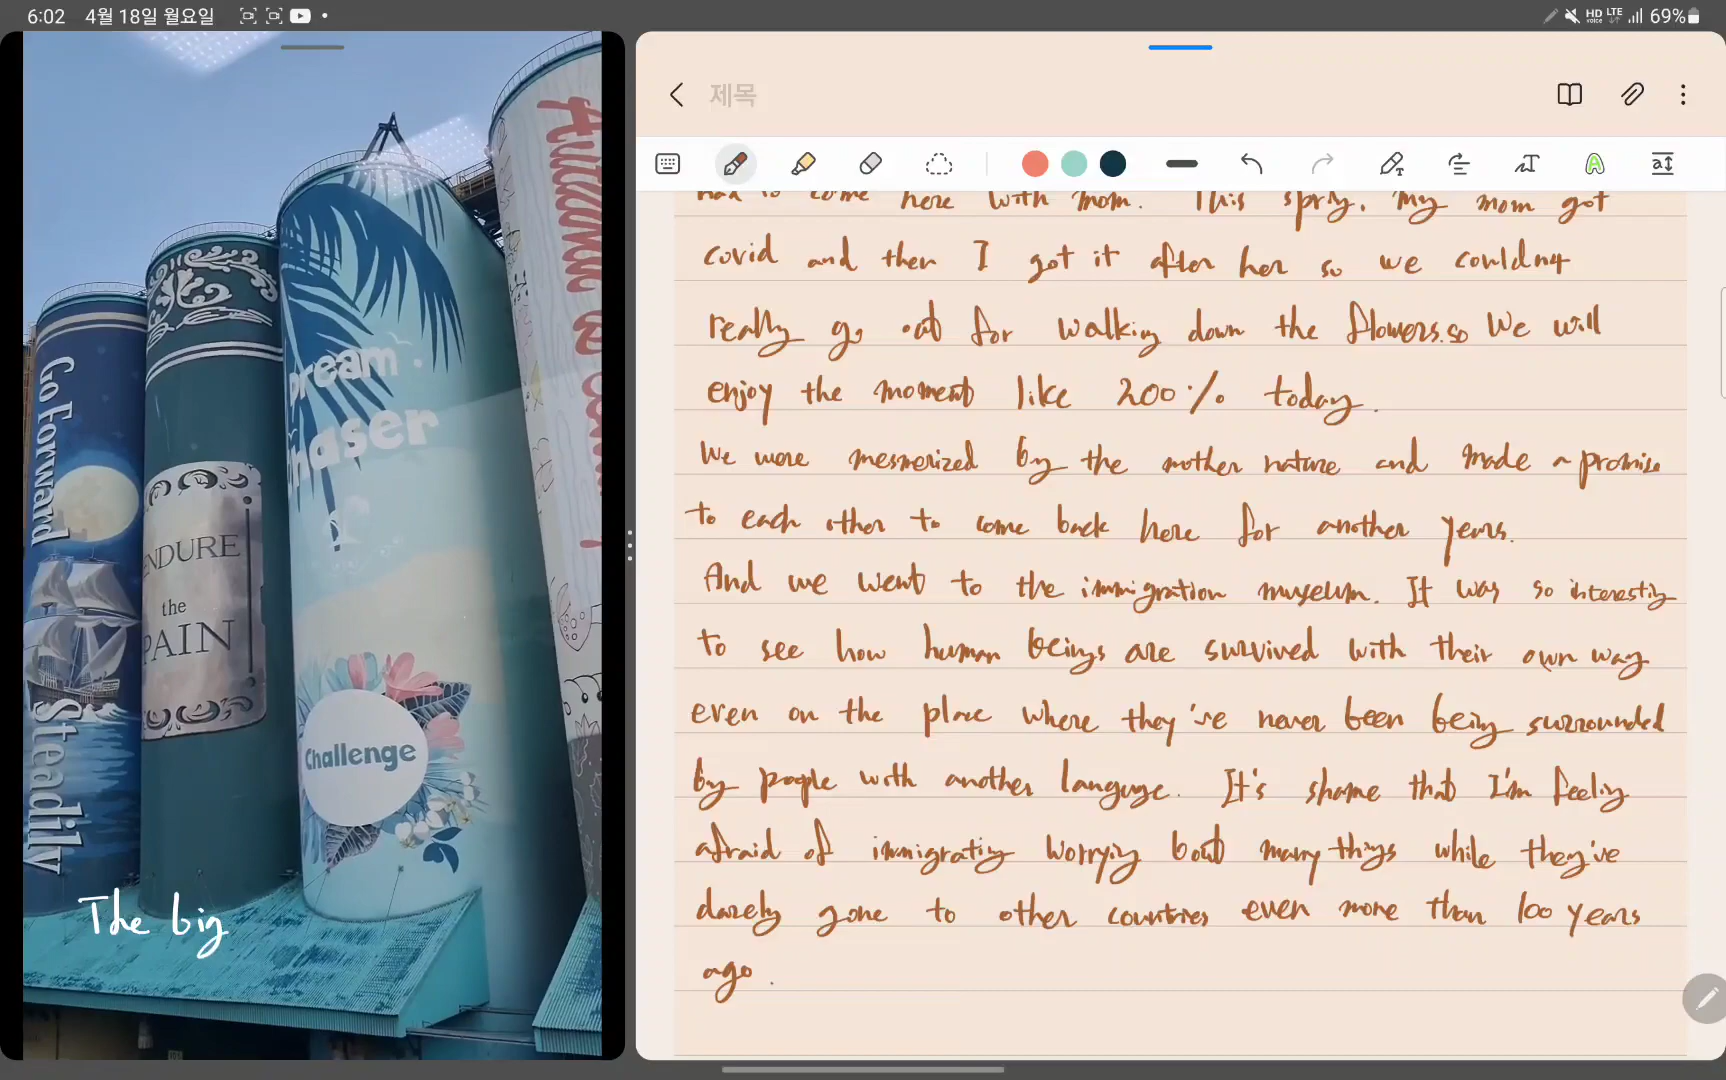 6:02 4월 18일 월요일
HD voice LTE 69%
제목
Go Forward Steadily
ENDURE
the
PAIN
Dream
Chaser
Challenge
The big
come here with mom. This spring. My mom got
covid and then I got it after her so we couldn't
really go out for walking down the flowers. so We will
enjoy the moment like 200% today.
We were mesmerized by the mother nature and made a promise
to each other to come back here for another years.
And we went to the immigration museum. It was so interesting
to see how human beings are survived with their own way
even on the place where they've never been being surrounded
by people with another language. It's shame that I'm feeling
afraid of immigrating worrying bout many things while they've
darely gone to other countries even more than 100 years
ago.